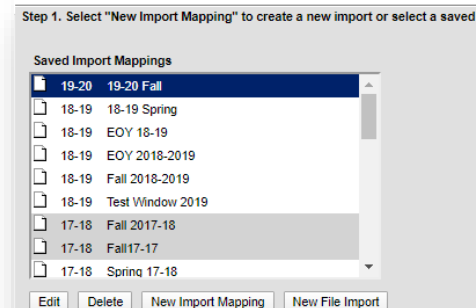 Step 1. Select "New Import Mapping" to create a new import or select a saved
Saved Import Mappings
19-20 19-20 Fall
18-19 18-19 Spring
18-19 EOY 18-19
18-19 EOY 2018-2019
18-19 Fall 2018-2019
18-19 Test Window 2019
17-18 Fall 2017-18
17-18 Fall17-17
17-18 Spring 17-18
Edit Delete New Import Mapping New File Import